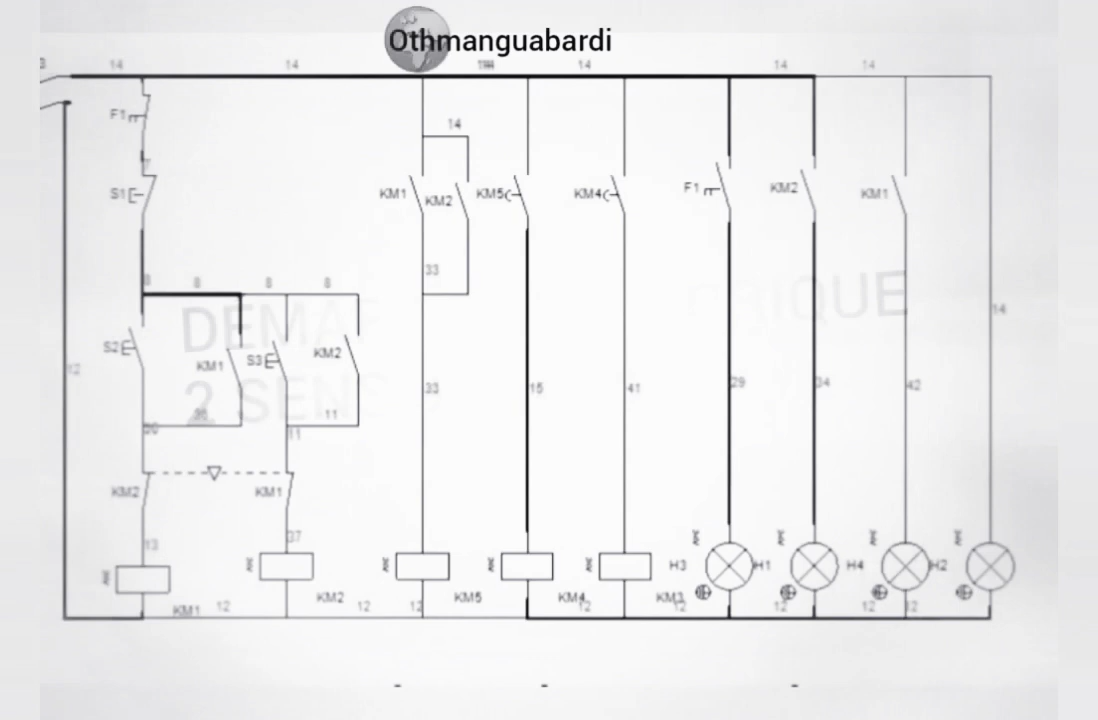 Othmanguabardi
14 14 14 14 14
F1
7
S1
14
KM1 KM2 KM5 KM4 F1 KM2 KM1
33
8 8 8 8
DEMAR RIQUE
14
S2 KM1 S3 KM2
12
2 SENS
33 15 41 29 34 42
36 11
36 11
KM2 KM1
13 37
H3 H1 H4 H2
KM1 KM2 KM5 KM4 KM3
12 12 12 12 12 12 12 12